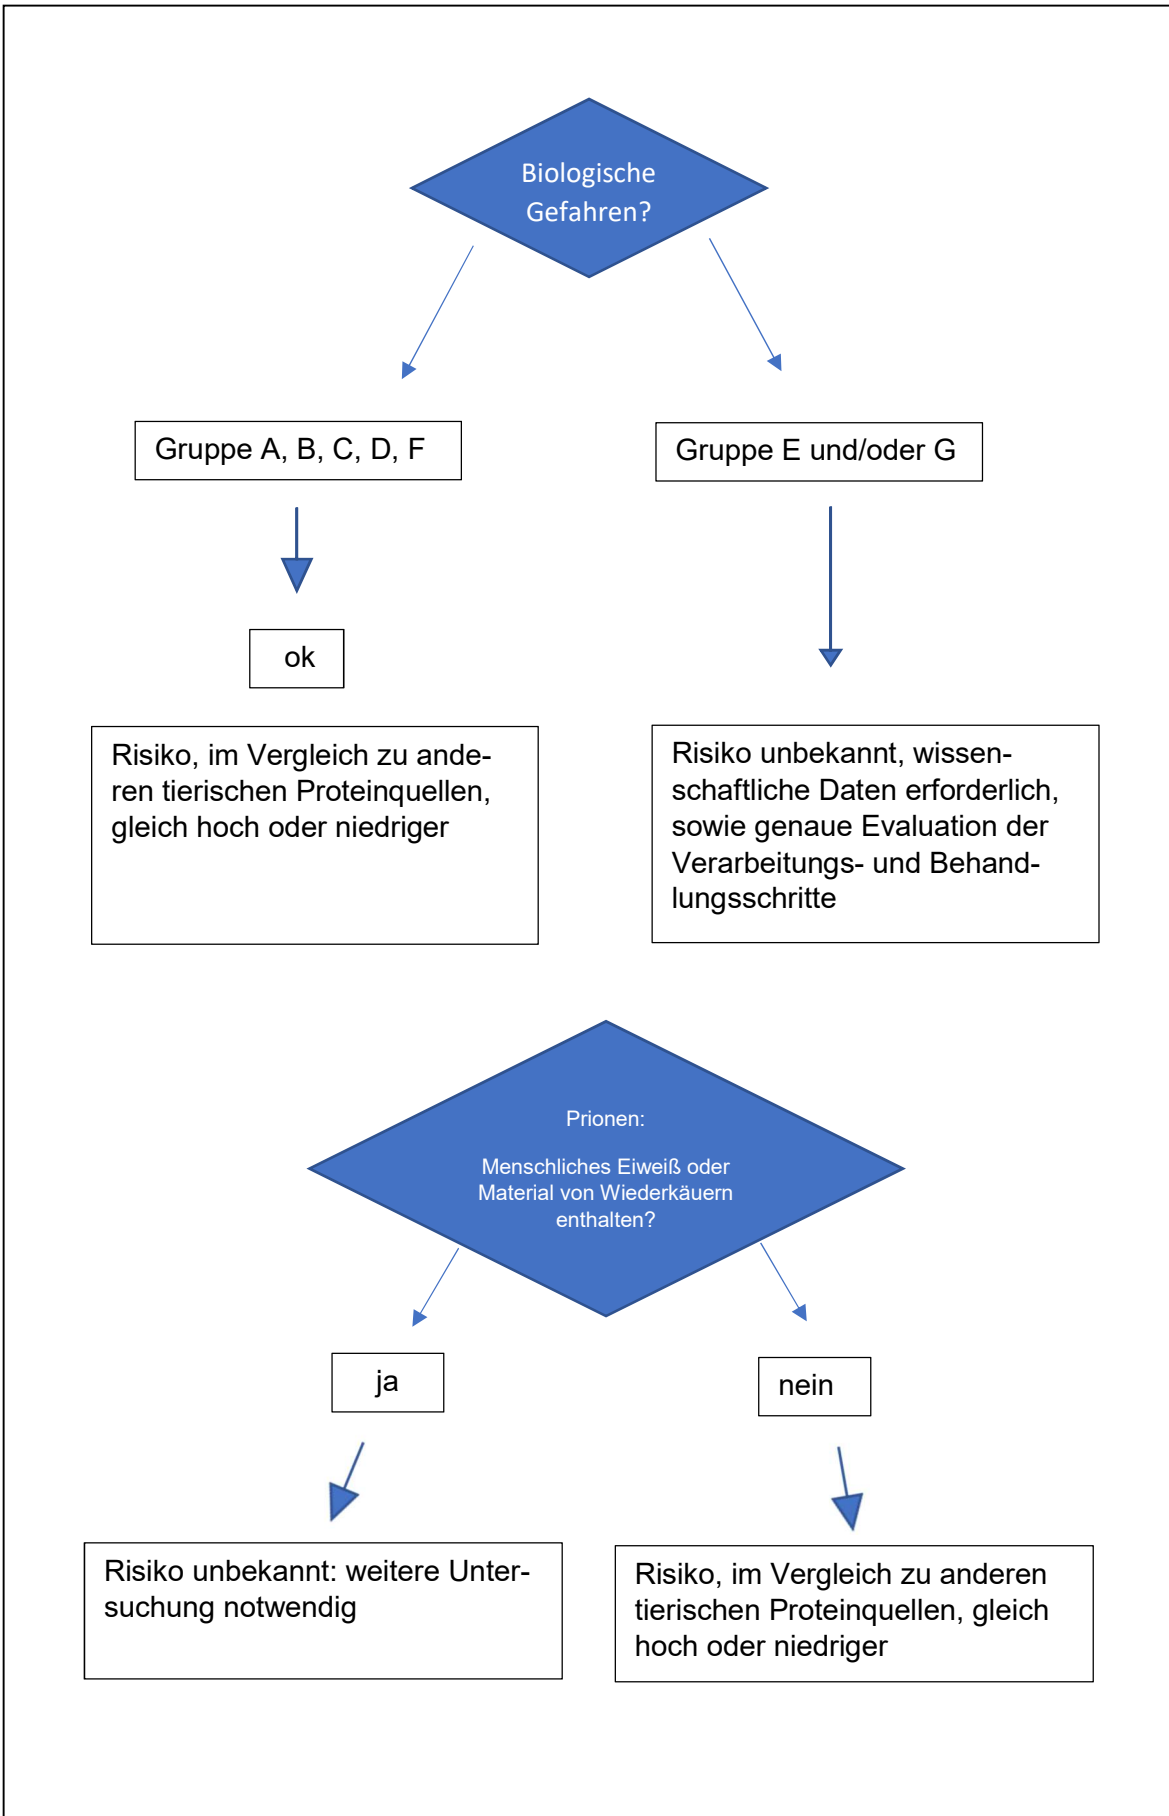 Biologische
Gefahren?
Gruppe A, B, C, D, F
Gruppe E und/oder G
ok
Risiko, im Vergleich zu ande-
ren tierischen Proteinquellen,
gleich hoch oder niedriger
Risiko unbekannt, wissen-
schaftliche Daten erforderlich,
sowie genaue Evaluation der
Verarbeitungs- und Behand-
lungsschritte
Prionen:
Menschliches Eiweiß oder
Material von Wiederkäuern
enthalten?
ja
nein
Risiko unbekannt: weitere Unter-
suchung notwendig
Risiko, im Vergleich zu anderen
tierischen Proteinquellen, gleich
hoch oder niedriger